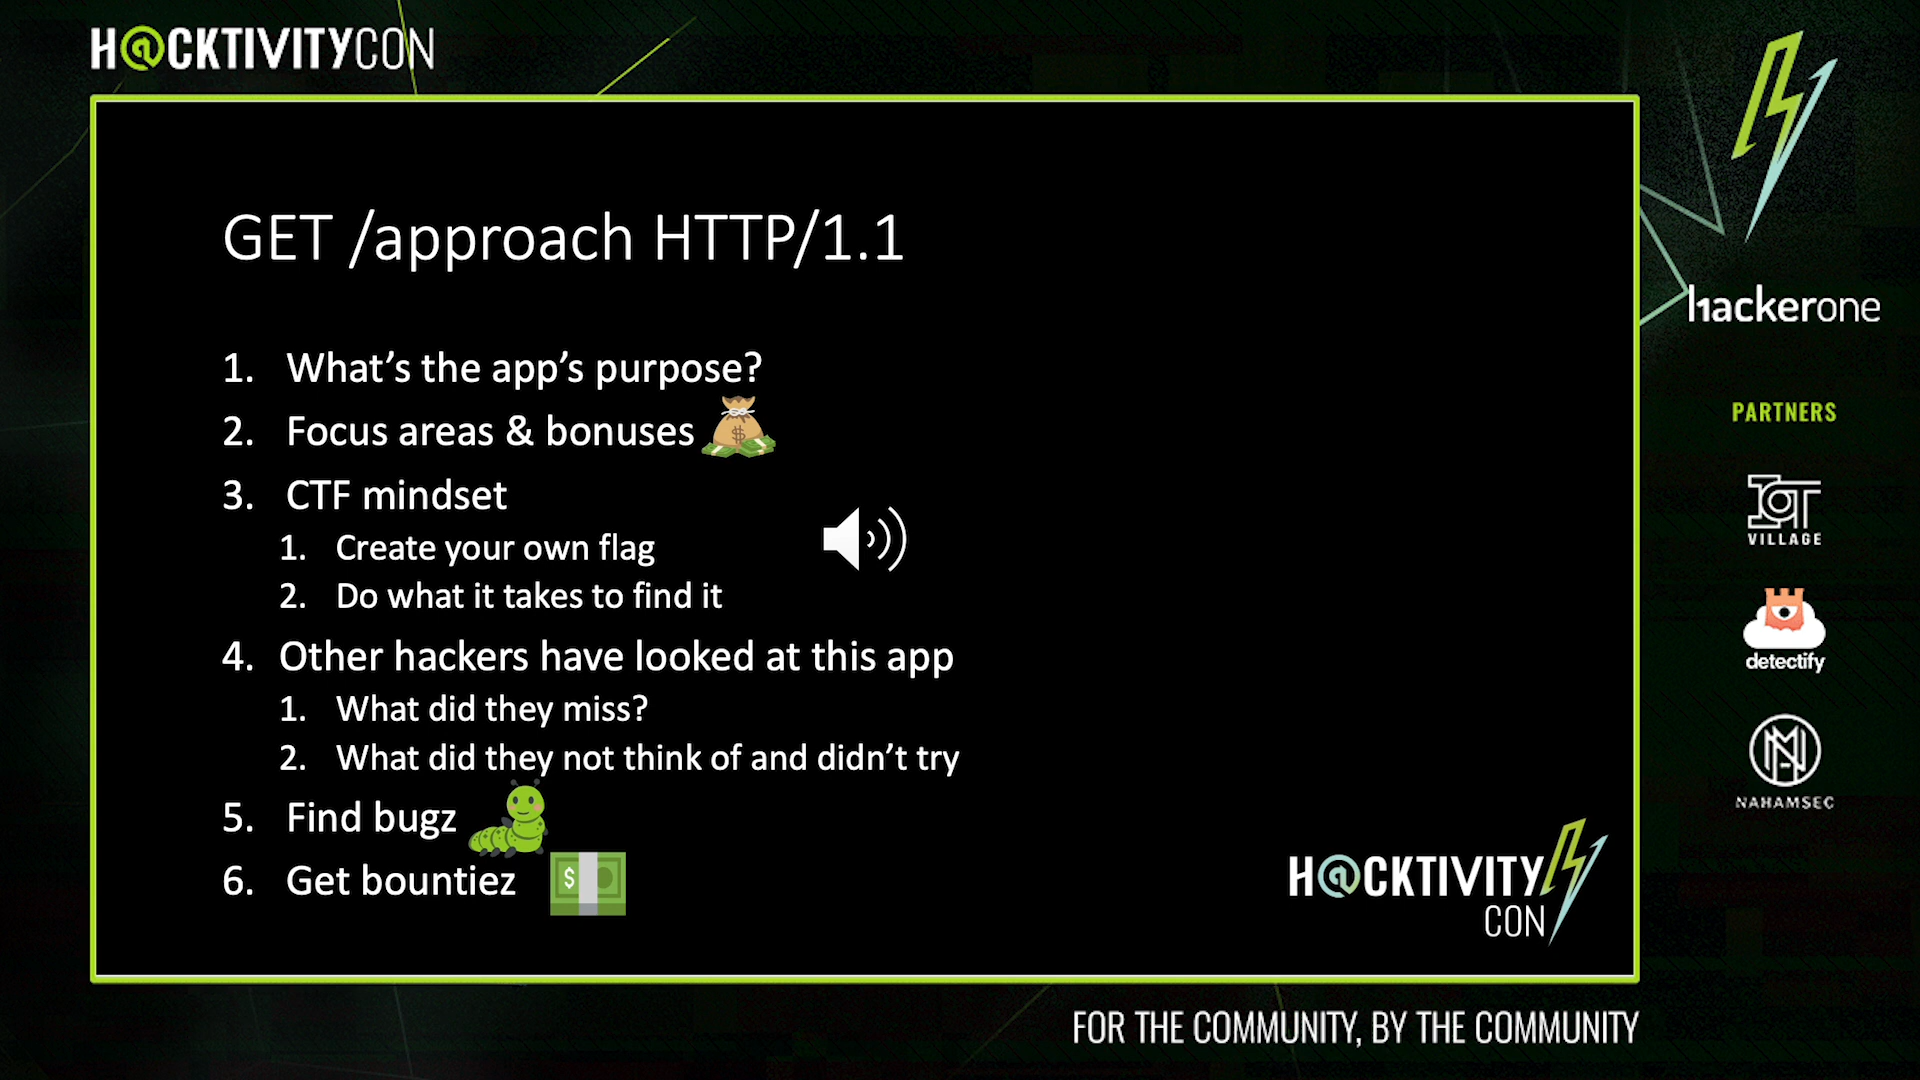 H@CKTIVITYCON
GET /approach HTTP/1.1
1. What’s the app’s purpose?
2. Focus areas & bonuses
3. CTF mindset
1. Create your own flag
2. Do what it takes to find it
4. Other hackers have looked at this app
1. What did they miss?
2. What did they not think of and didn’t try
5. Find bugz
6. Get bountiez
H@CKTIVITY
CON
hackerone
PARTNERS
IOT
VILLAGE
detectify
NAHAMSEC
FOR THE COMMUNITY, BY THE COMMUNITY